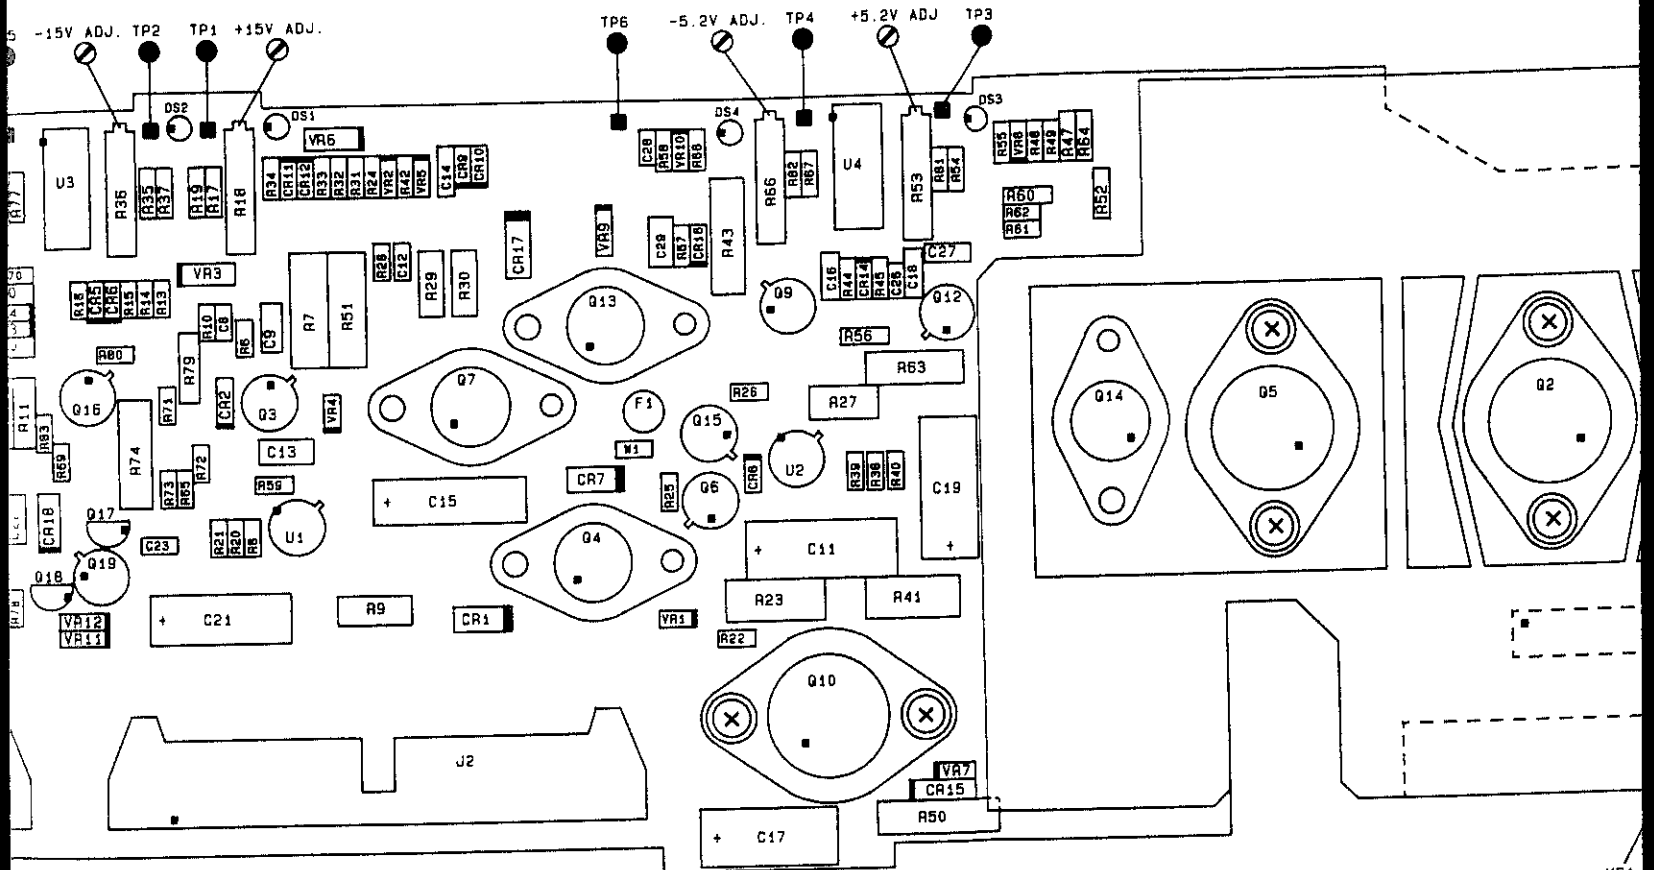 -15V ADJ. TP2 TP1 +15V ADJ. TP6 -5.2V ADJ. TP4 +5.2V ADJ TP3
DS2 DS1 DS4 DS3
VR6
U3 R36 R35 R37 R19 R17 R18
R34 CR11 CR12 R33 R32 R31 R24 VR2 R42 VR5
C14 CR9 CR10
C28 R58 VR10 R68
R66 R82 R67 U4 R53 R81 R54
R55 VR8 R48 R49 R47 R64
R77
R60
R62
R61
R52
VR3
R28 C12 R29 R30 CR17 VR9
C29 R57 CR16 R43
C16 R44 CR14 R45 C26 C18 C27
70
R16 CR5 CR6 R15 R14 R13
R10 C8 R6 C9 R7 R51
Q13 Q9 Q12
R56
R80 R79
R63
Q16 R71 CR2 Q3 VR4 Q7 F1 R26 R27
Q14 Q5 Q2
R11 R83 R69 R74 R72 C13
Q15 W1 U2
R73 R65 R59 CR7 R25 Q6 CR8 R39 R38 R40 C19 +
+ C15
CR18 Q17 C23 R21 R20 R8 U1
Q4 + C11
Q18 Q19
R78 VR12
VR11
+ C21 R9 CR1 VR1 R23 R41
R22
Q10
J2
VR7
CR15
R50
+ C17